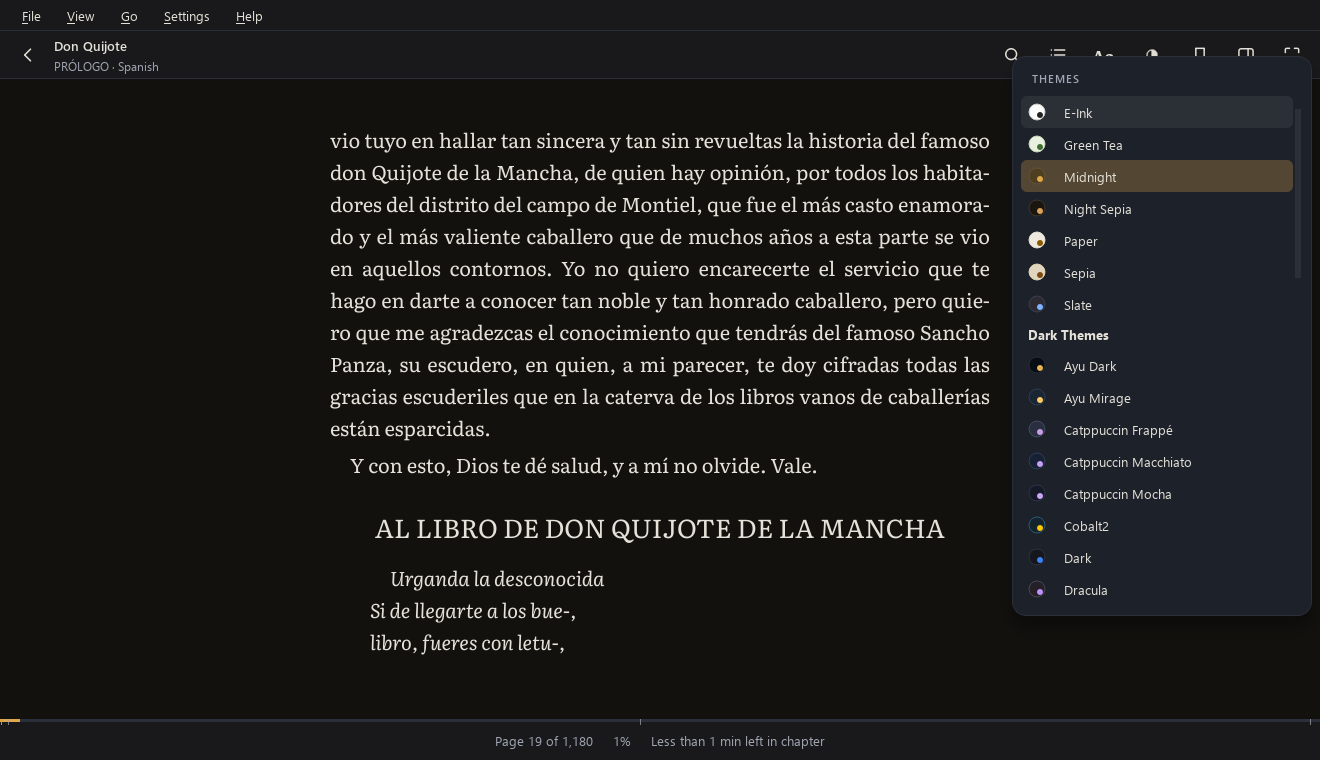 File View Go Settings Help
Don Quijote
PRÓLOGO · Spanish
Aa
vio tuyo en hallar tan sincera y tan sin revueltas la historia del famoso
don Quijote de la Mancha, de quien hay opinión, por todos los habita-
dores del distrito del campo de Montiel, que fue el más casto enamora-
do y el más valiente caballero que de muchos años a esta parte se vio
en aquellos contornos. Yo no quiero encarecerte el servicio que te
hago en darte a conocer tan noble y tan honrado caballero, pero quie-
ro que me agradezcas el conocimiento que tendrás del famoso Sancho
Panza, su escudero, en quien, a mi parecer, te doy cifradas todas las
gracias escuderiles que en la caterva de los libros vanos de caballerías
están esparcidas.
Y con esto, Dios te dé salud, y a mí no olvide. Vale.
AL LIBRO DE DON QUIJOTE DE LA MANCHA
Urganda la desconocida
Si de llegarte a los bue-,
libro, fueres con letu-,
THEMES
E-Ink
Green Tea
Midnight
Night Sepia
Paper
Sepia
Slate
Dark Themes
Ayu Dark
Ayu Mirage
Catppuccin Frappé
Catppuccin Macchiato
Catppuccin Mocha
Cobalt2
Dark
Dracula
Page 19 of 1,180 1% Less than 1 min left in chapter